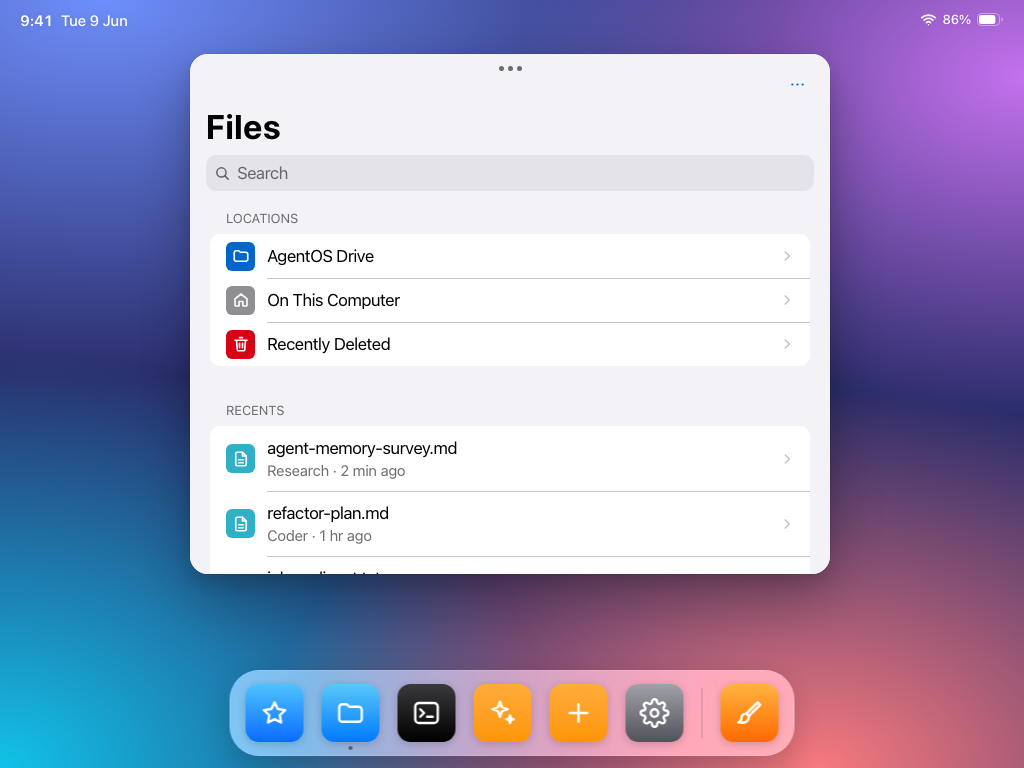 9:41 Tue 9 Jun
86%
Files
Search
LOCATIONS
AgentOS Drive
On This Computer
Recently Deleted
RECENTS
agent-memory-survey.md
Research · 2 min ago
refactor-plan.md
Coder · 1 hr ago